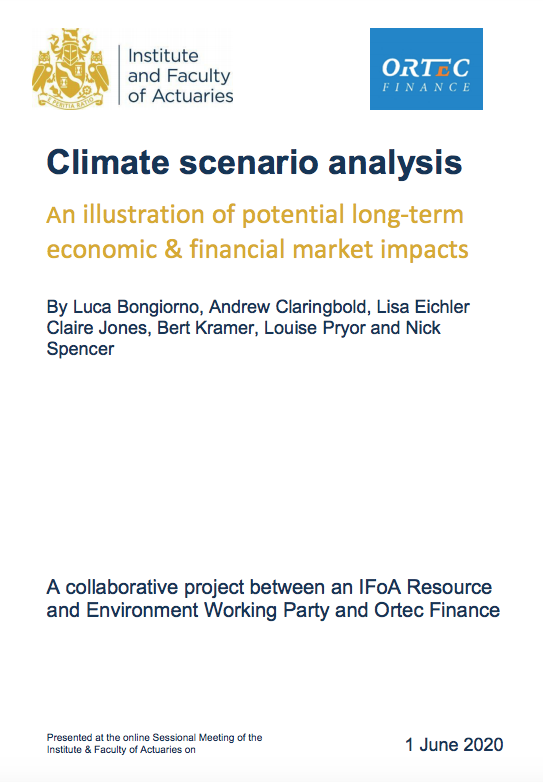 Institute
and Faculty
of Actuaries
ORTEC
FINANCE
Climate scenario analysis
An illustration of potential long-term
economic & financial market impacts
By Luca Bongiorno, Andrew Claringbold, Lisa Eichler
Claire Jones, Bert Kramer, Louise Pryor and Nick
Spencer
A collaborative project between an IFoA Resource
and Environment Working Party and Ortec Finance
Presented at the online Sessional Meeting of the
Institute & Faculty of Actuaries on
1 June 2020